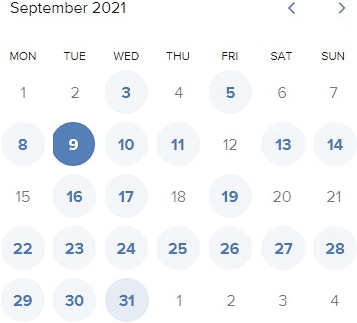 September 2021 < >
MON TUE WED THU FRI SAT SUN
1 2 3 4 5 6 7
8 9 10 11 12 13 14
15 16 17 18 19 20 21
22 23 24 25 26 27 28
29 30 31 1 2 3 4